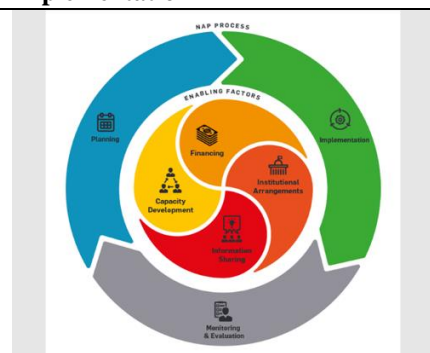 NAP PROCESS
ENABLING FACTORS
Planning
Implementation
Financing
Institutional
Arrangements
Capacity
Development
Information
Sharing
Monitoring
& Evaluation